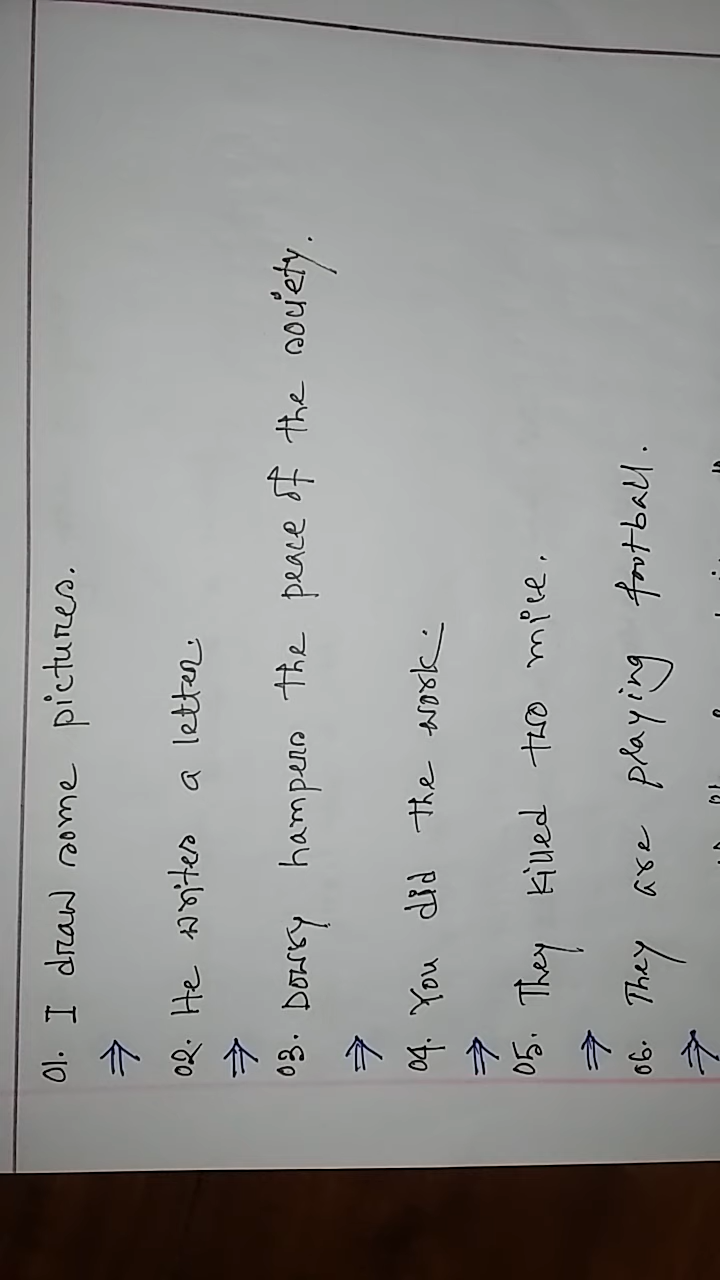 01. I draw some pictures.
⇒
02. He writes a letter.
⇒
03. Dowry hampers the peace of the society.
⇒
04. You did the work.
⇒
05. They killed two mice.
⇒
06. They are playing football.
⇒